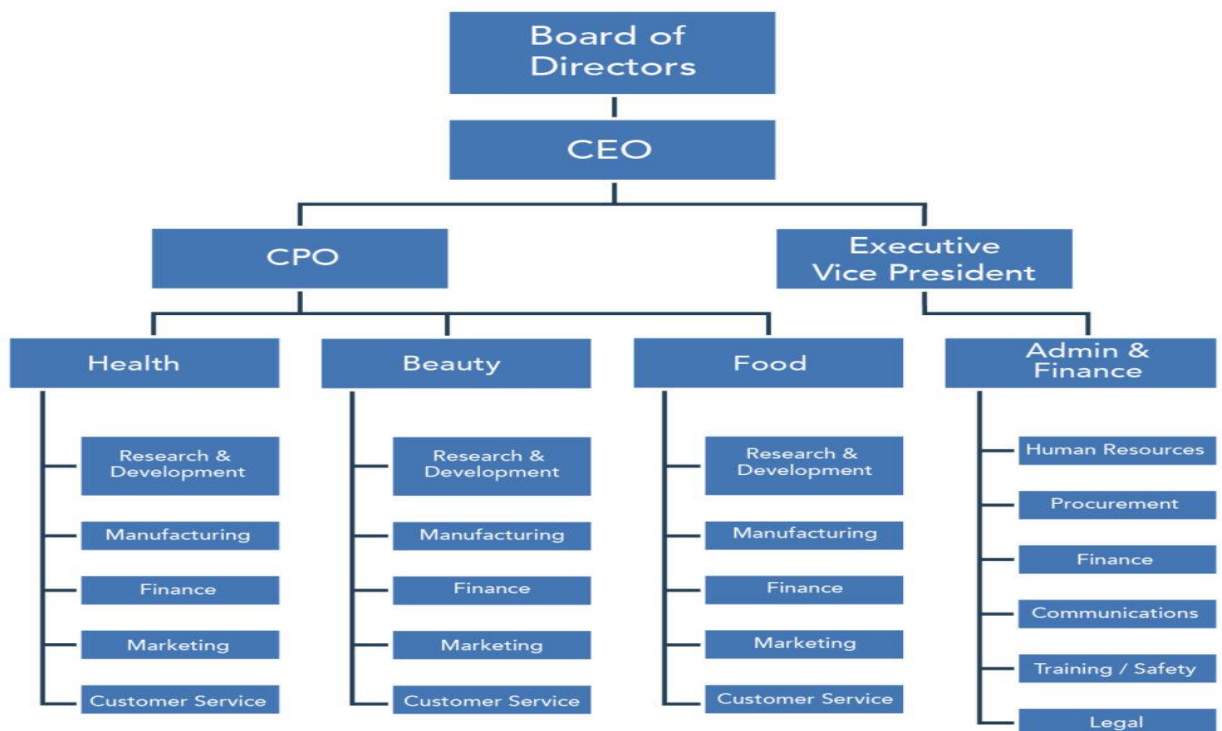 Board of
Directors
CEO
CPO
Executive
Vice President
Health
Beauty
Food
Admin &
Finance
Research &
Development
Manufacturing
Finance
Marketing
Customer Service
Research &
Development
Manufacturing
Finance
Marketing
Customer Service
Research &
Development
Manufacturing
Finance
Marketing
Customer Service
Human Resources
Procurement
Finance
Communications
Training / Safety
Legal